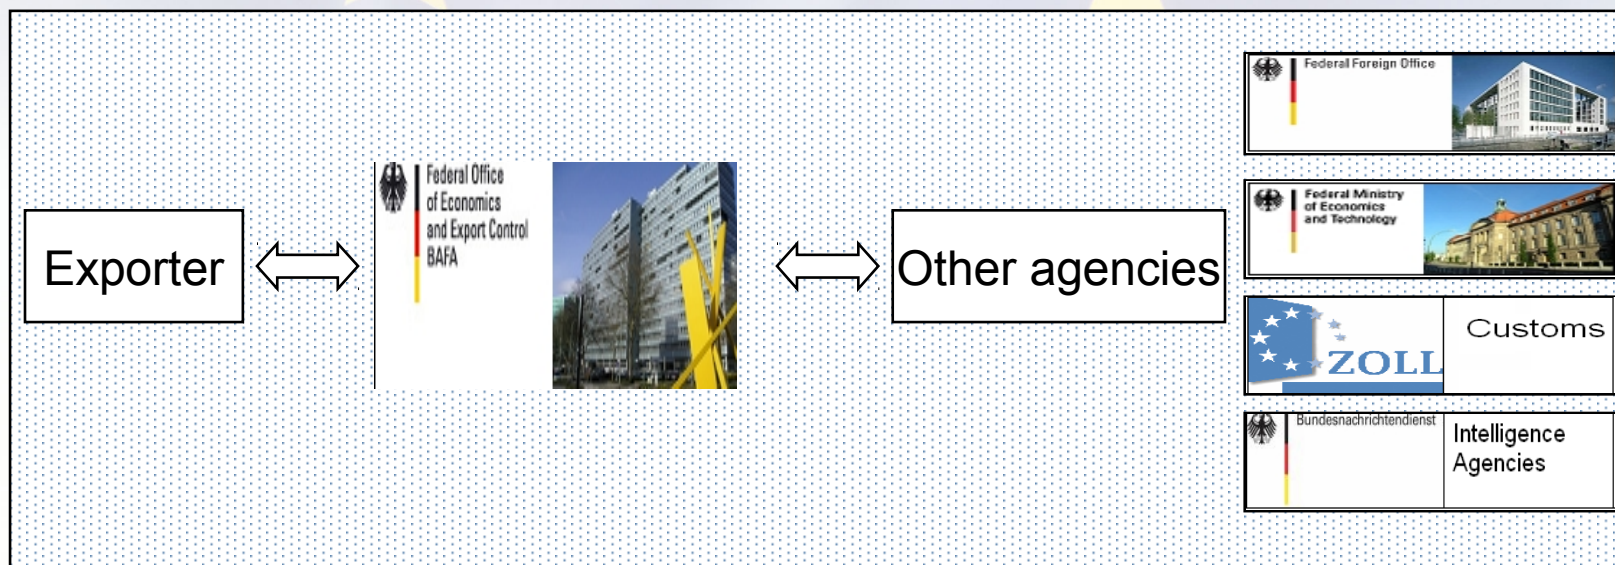 Exporter
Federal Office
of Economics
and Export Control
BAFA
Other agencies
Federal Foreign Office
Federal Ministry
of Economics
and Technology
ZOLL
Customs
Bundesnachrichtendienst
Intelligence
Agencies